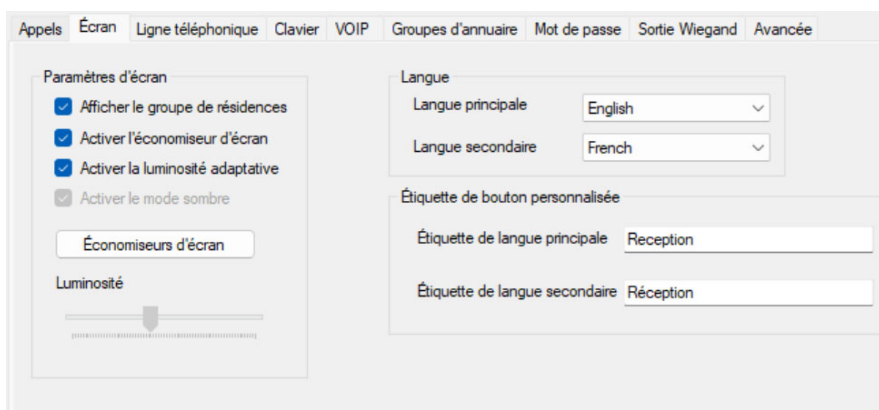 Appels Écran Ligne téléphonique Clavier VOIP Groupes d'annuaire Mot de passe Sortie Wiegand Avancée
Paramètres d'écran
Afficher le groupe de résidences
Activer l'économiseur d'écran
Activer la luminosité adaptative
Activer le mode sombre
Économiseurs d'écran
Luminosité
Langue
Langue principale English
Langue secondaire French
Étiquette de bouton personnalisée
Étiquette de langue principale Reception
Étiquette de langue secondaire Réception